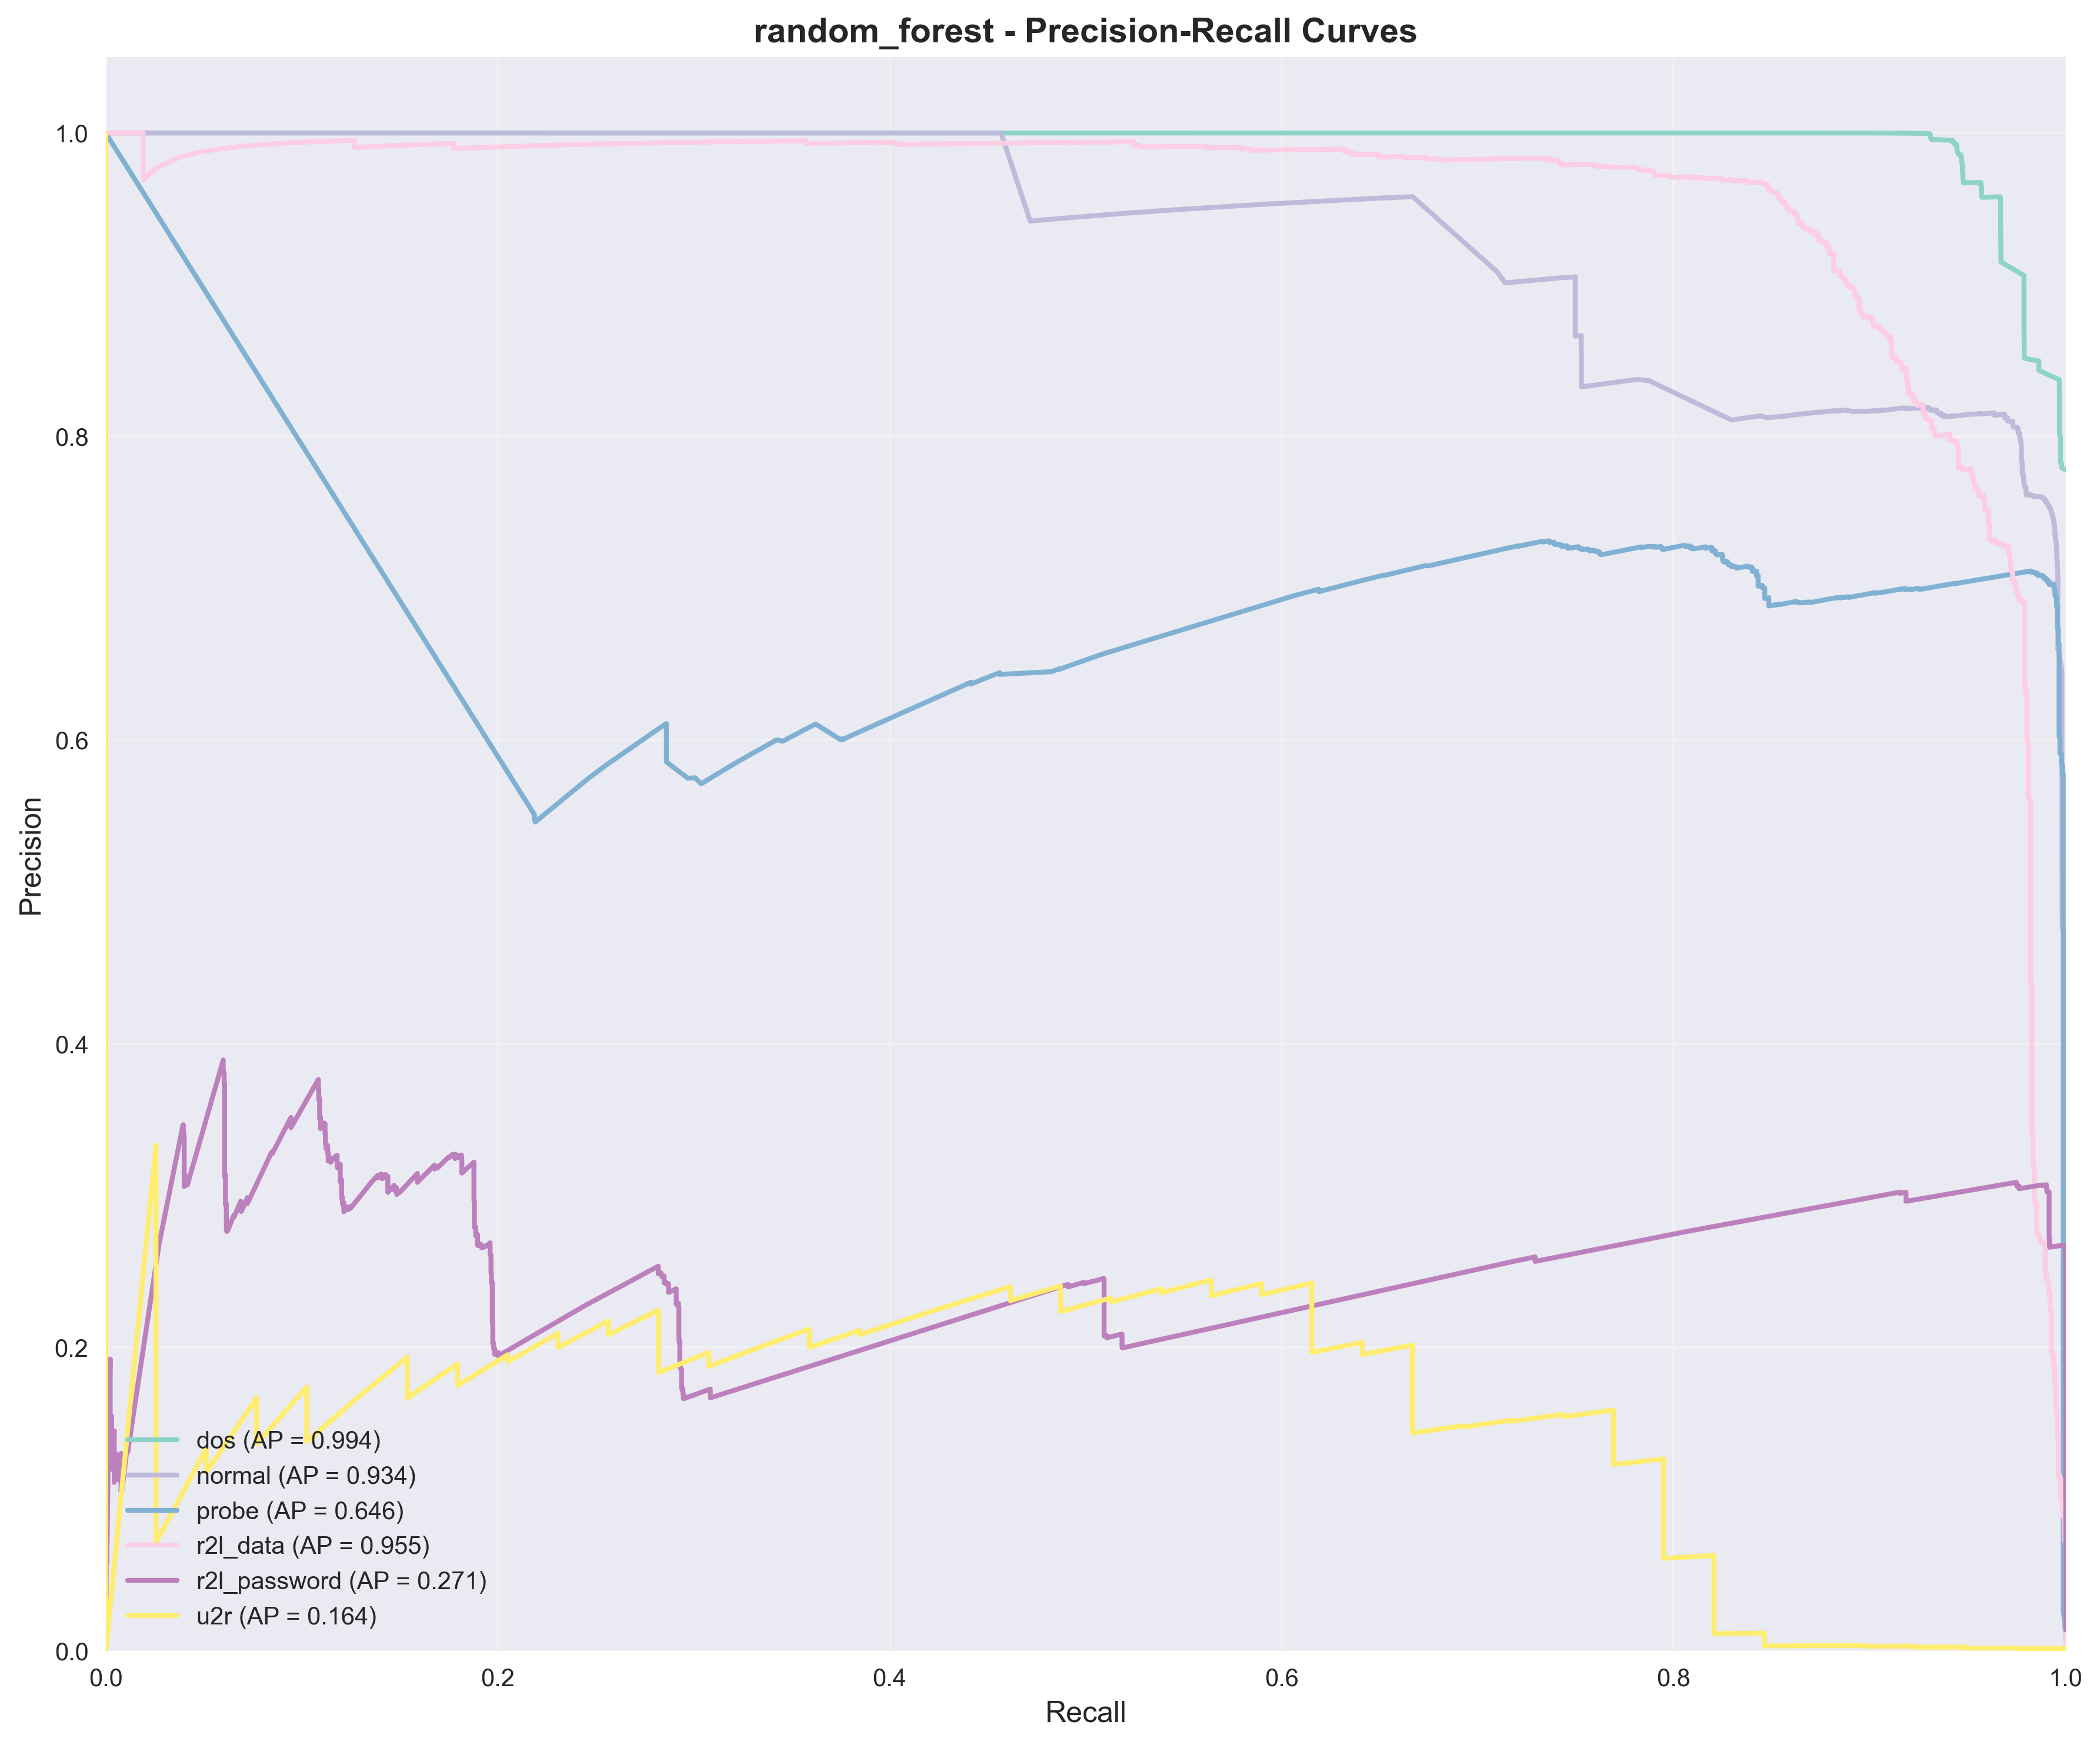 random_forest - Precision-Recall Curves
1.0
0.8
0.6
0.4
0.2
0.0
Precision
dos (AP = 0.994)
normal (AP = 0.934)
probe (AP = 0.646)
r2l_data (AP = 0.955)
r2l_password (AP = 0.271)
u2r (AP = 0.164)
0.0 0.2 0.4 0.6 0.8 1.0
Recall